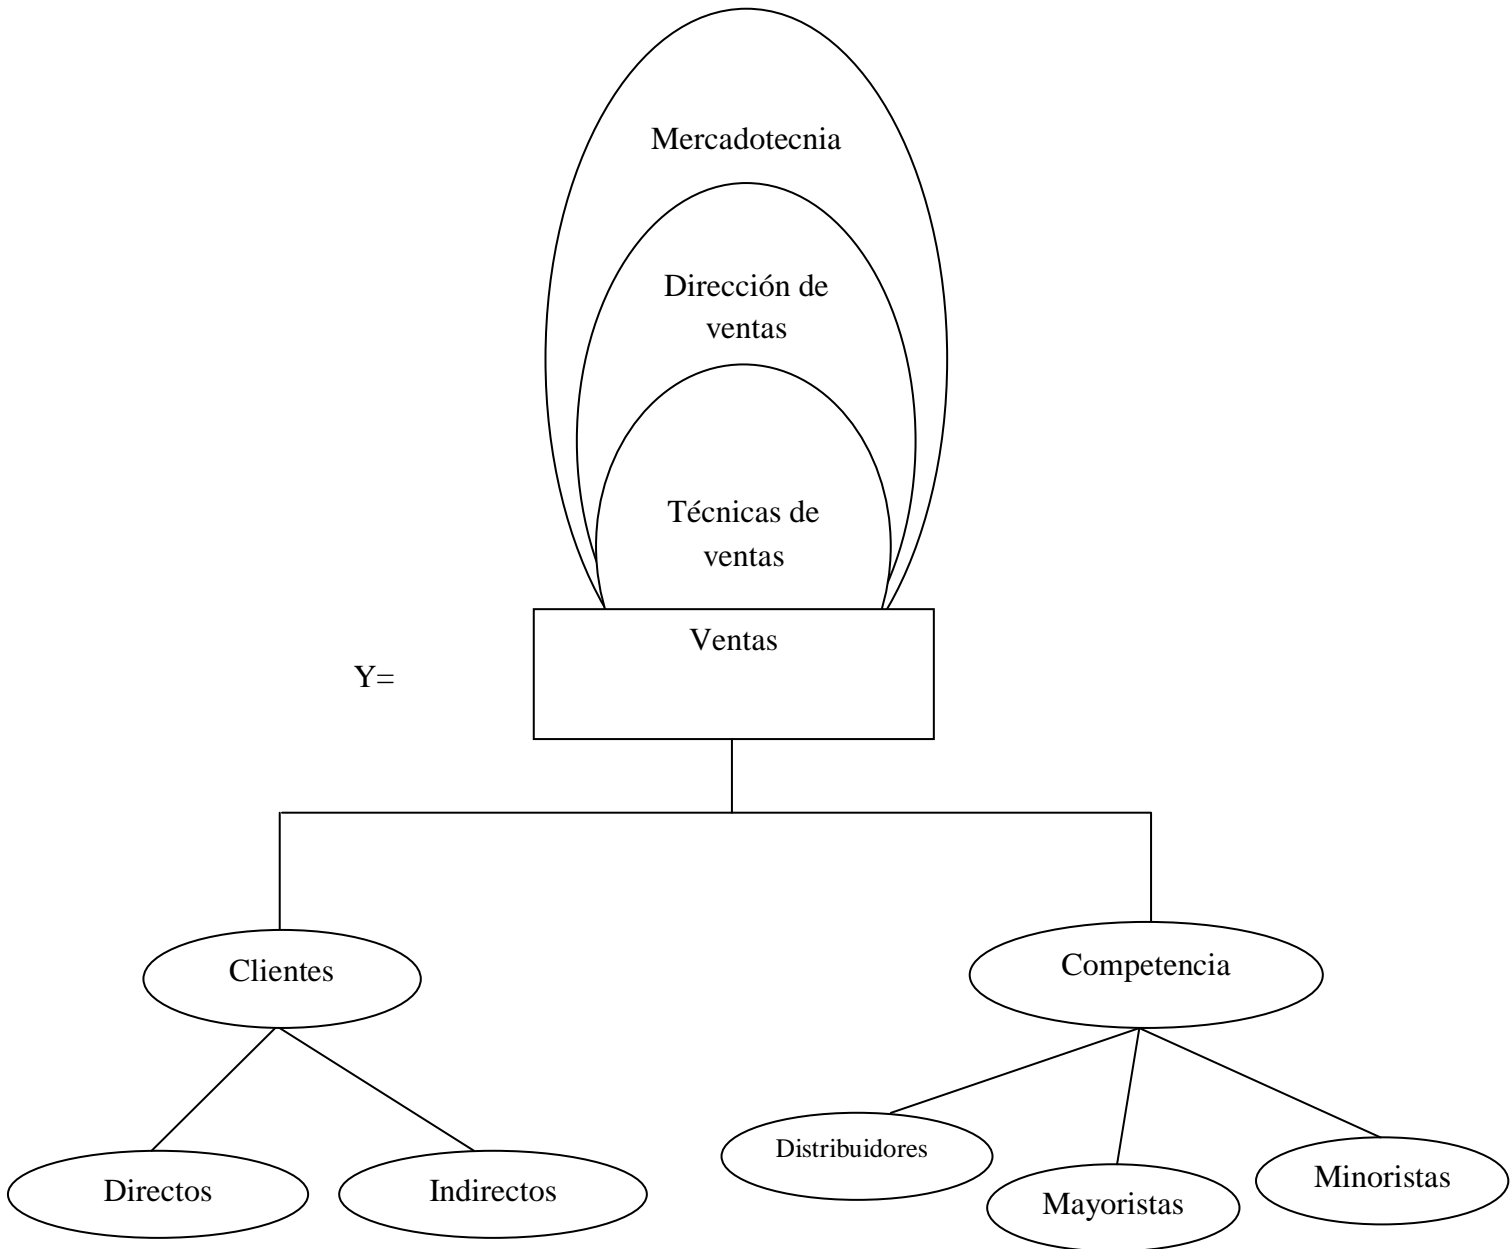 Mercadotecnia
Dirección de
ventas
Técnicas de
ventas
Ventas
Y=
Clientes
Competencia
Distribuidores
Directos
Indirectos
Mayoristas
Minoristas